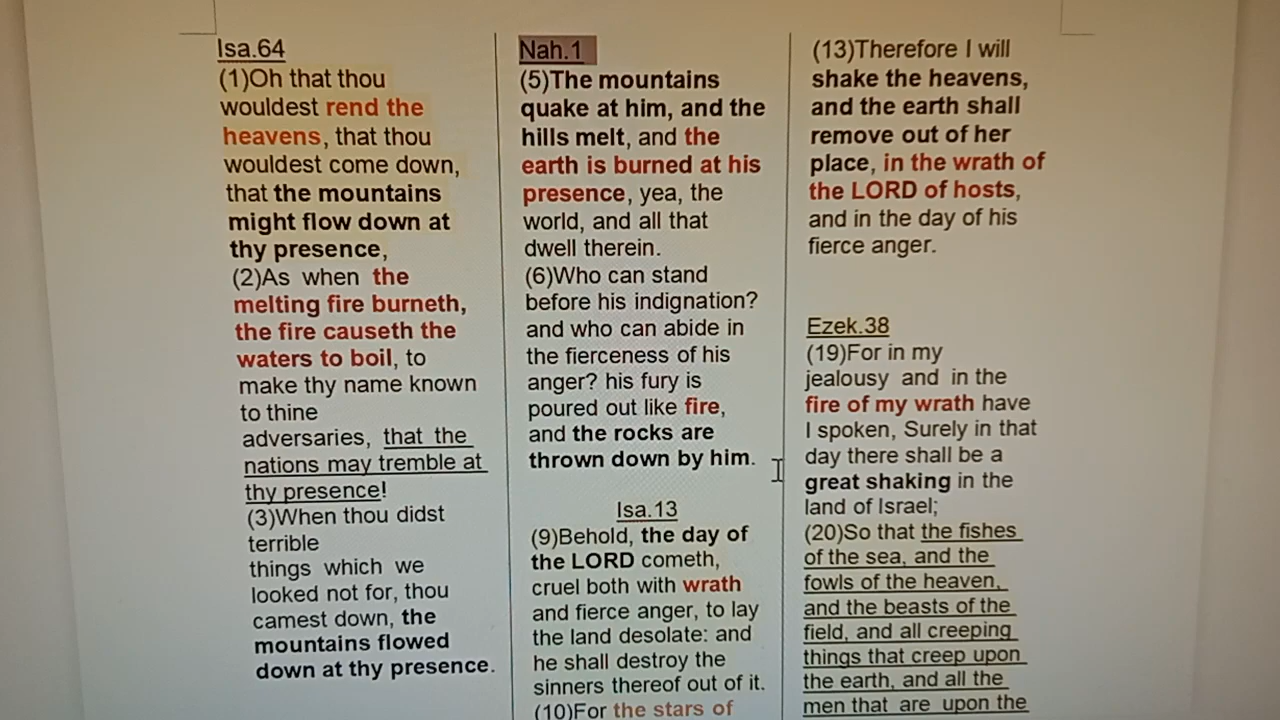 Isa.64
(1)Oh that thou
wouldest rend the
heavens, that thou
wouldest come down,
that the mountains
might flow down at
thy presence,
(2)As when the
melting fire burneth,
the fire causeth the
waters to boil, to
make thy name known
to thine
adversaries, that the
nations may tremble at
thy presence!
(3)When thou didst
terrible
things which we
looked not for, thou
camest down, the
mountains flowed
down at thy presence.
Nah.1
(5)The mountains
quake at him, and the
hills melt, and the
earth is burned at his
presence, yea, the
world, and all that
dwell therein.
(6)Who can stand
before his indignation?
and who can abide in
the fierceness of his
anger? his fury is
poured out like fire,
and the rocks are
thrown down by him.
Isa.13
(9)Behold, the day of
the LORD cometh,
cruel both with wrath
and fierce anger, to lay
the land desolate: and
he shall destroy the
sinners thereof out of it.
(10)For the stars of
(13)Therefore I will
shake the heavens,
and the earth shall
remove out of her
place, in the wrath of
the LORD of hosts,
and in the day of his
fierce anger.
Ezek.38
(19)For in my
jealousy and in the
fire of my wrath have
I spoken, Surely in that
day there shall be a
great shaking in the
land of Israel;
(20)So that the fishes
of the sea, and the
fowls of the heaven,
and the beasts of the
field, and all creeping
things that creep upon
the earth, and all the
men that are upon the